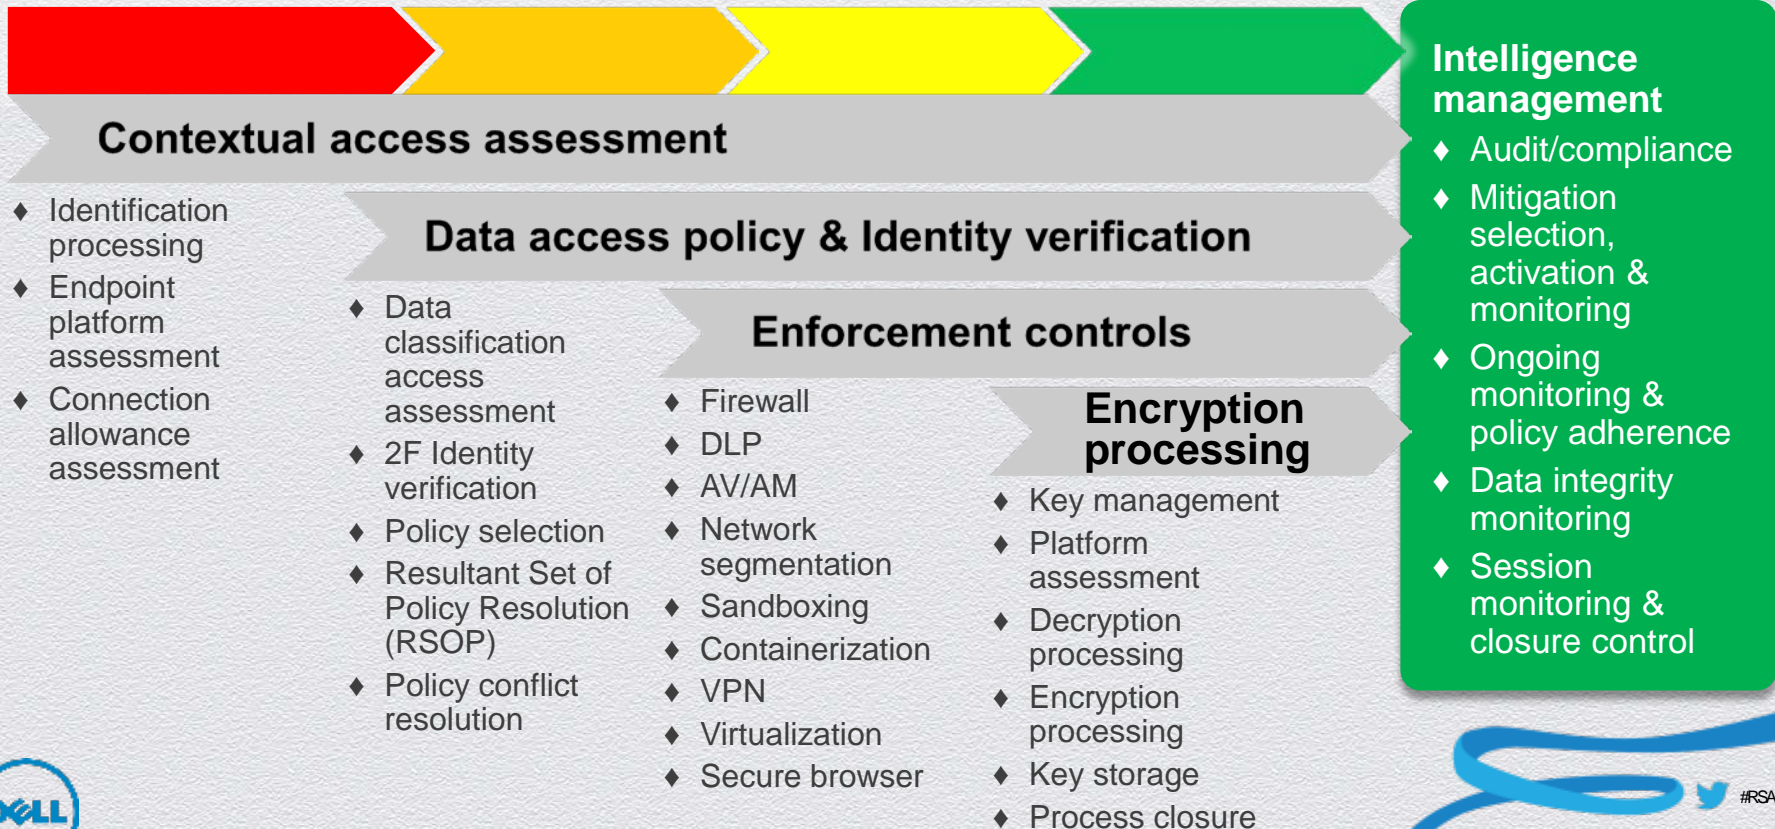 Contextual access assessment
♦ Identification
processing
♦ Endpoint
platform
assessment
♦ Connection
allowance
assessment
Data access policy & Identity verification
♦ Data
classification
access
assessment
♦ 2F Identity
verification
♦ Policy selection
♦ Resultant Set of
Policy Resolution
(RSOP)
♦ Policy conflict
resolution
Enforcement controls
♦ Firewall
♦ DLP
♦ AV/AM
♦ Network
segmentation
♦ Sandboxing
♦ Containerization
♦ VPN
♦ Virtualization
♦ Secure browser
Encryption
processing
♦ Key management
♦ Platform
assessment
♦ Decryption
processing
♦ Encryption
processing
♦ Key storage
♦ Process closure
Intelligence
management
♦ Audit/compliance
♦ Mitigation
selection,
activation &
monitoring
♦ Ongoing
monitoring &
policy adherence
♦ Data integrity
monitoring
♦ Session
monitoring &
closure control
DELL
#RSA